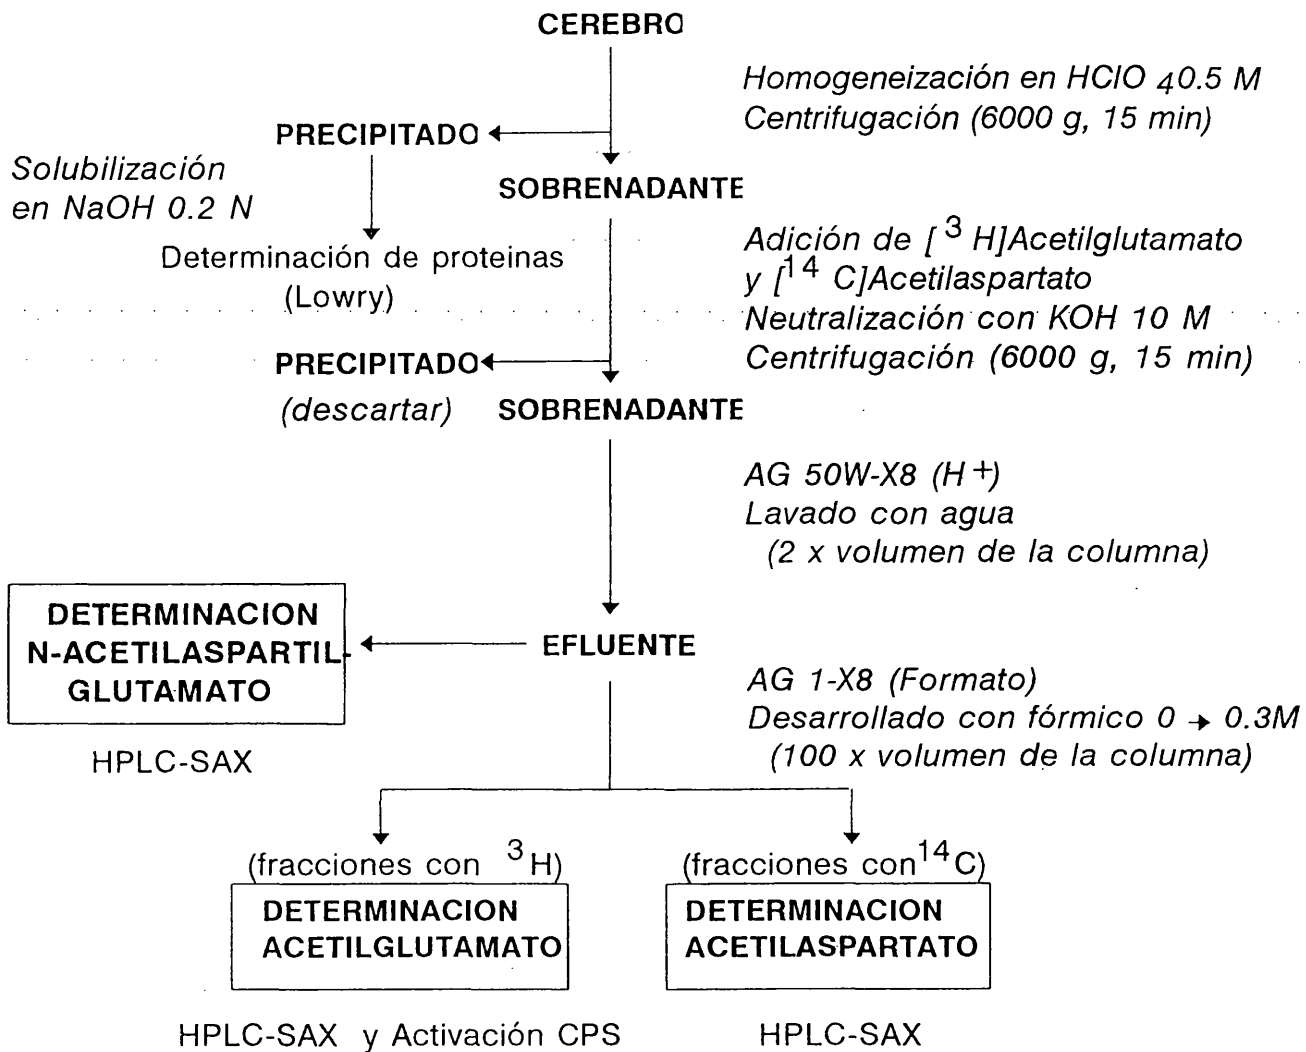 CEREBRO
Homogeneización en HClO 4 0.5 M
Centrifugación (6000 g, 15 min)
PRECIPITADO
Solubilización
en NaOH 0.2 N
SOBRENADANTE
Determinación de proteinas
(Lowry)
Adición de [ 3 H]Acetilglutamato
y [14 C]Acetilaspartato
Neutralización con KOH 10 M
Centrifugación (6000 g, 15 min)
PRECIPITADO
(descartar)
SOBRENADANTE
AG 50W-X8 (H +)
Lavado con agua
(2 x volumen de la columna)
EFLUENTE
DETERMINACION
N-ACETILASPARTIL-
GLUTAMATO
HPLC-SAX
AG 1-X8 (Formato)
Desarrollado con fórmico 0 → 0.3M
(100 x volumen de la columna)
(fracciones con 3 H)
DETERMINACION
ACETILGLUTAMATO
HPLC-SAX y Activación CPS
(fracciones con 14 C)
DETERMINACION
ACETILASPARTATO
HPLC-SAX